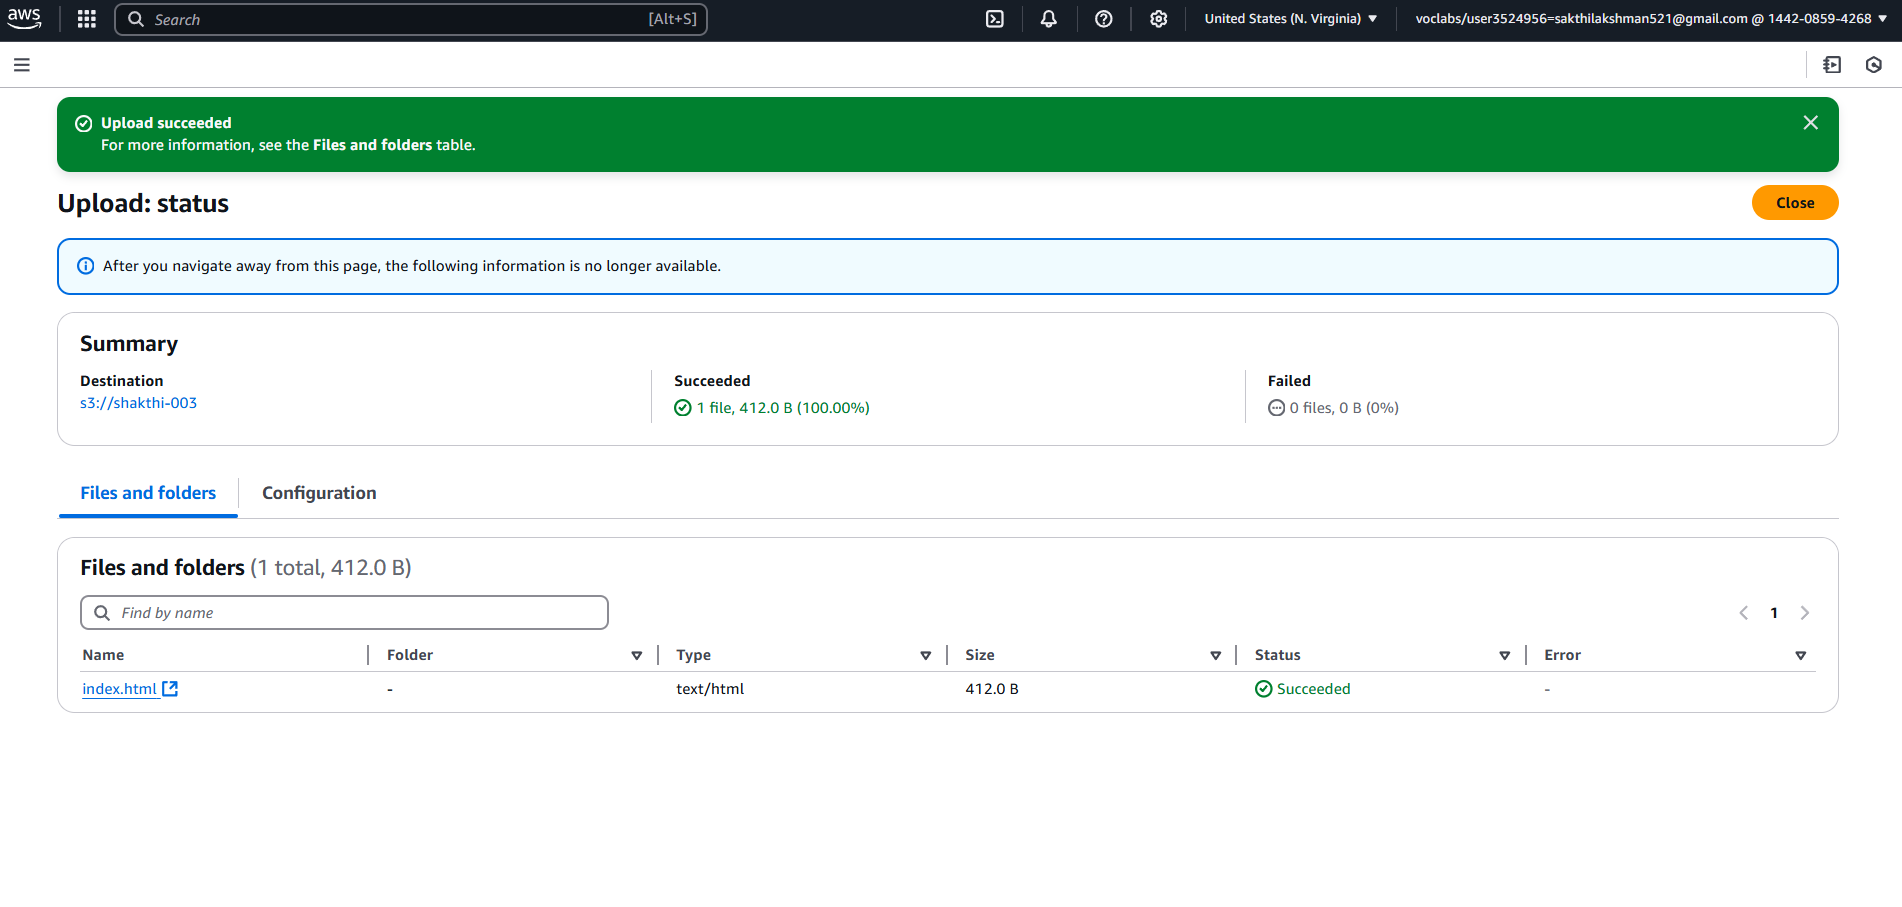 aws
Search [Alt+S]
United States (N. Virginia)
voclabs/user3524956=sakthilakshman521@gmail.com @ 1442-0859-4268
Upload succeeded
For more information, see the Files and folders table.
Upload: status
Close
After you navigate away from this page, the following information is no longer available.
Summary
Destination
s3://shakthi-003
Succeeded
1 file, 412.0 B (100.00%)
Failed
0 files, 0 B (0%)
Files and folders
Configuration
Files and folders (1 total, 412.0 B)
Find by name
1
Name Folder Type Size Status Error
index.html - text/html 412.0 B Succeeded -